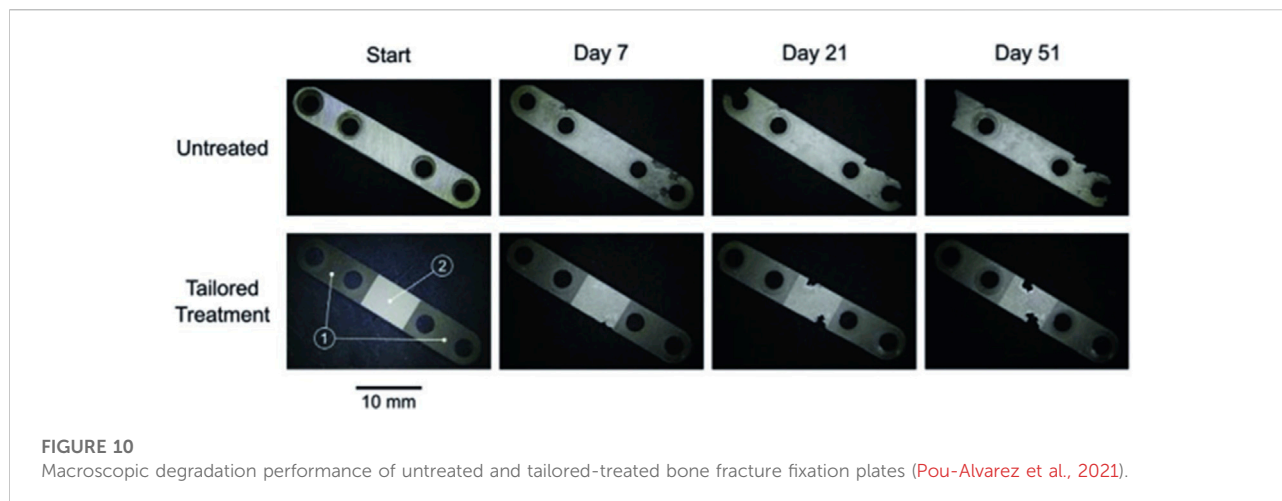 Start Day 7 Day 21 Day 51
Untreated
Tailored
Treatment
1
2
10 mm
FIGURE 10
Macroscopic degradation performance of untreated and tailored-treated bone fracture fixation plates (Pou-Alvarez et al., 2021).